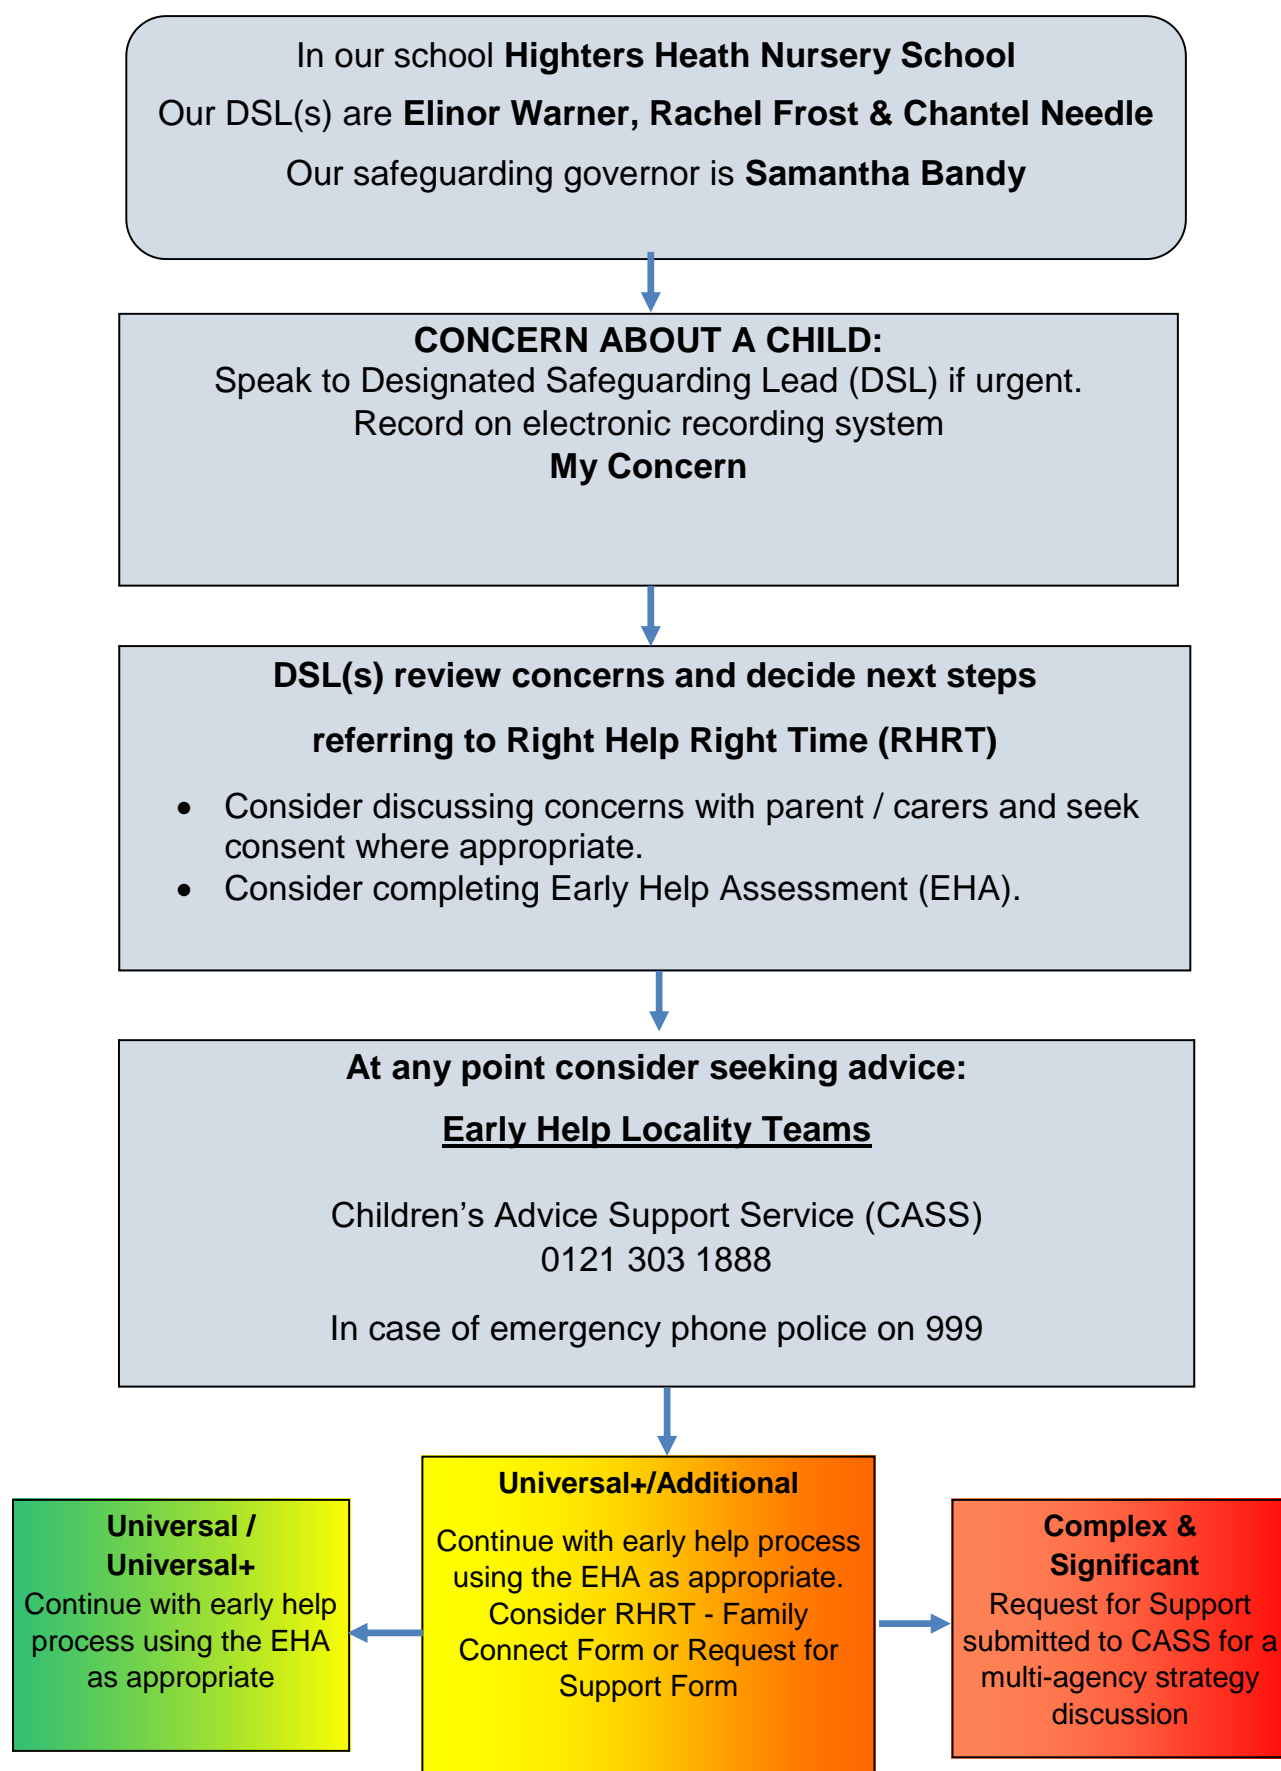 In our school Highters Heath Nursery School
Our DSL(s) are Elinor Warner, Rachel Frost & Chantel Needle
Our safeguarding governor is Samantha Bandy
CONCERN ABOUT A CHILD:
Speak to Designated Safeguarding Lead (DSL) if urgent.
Record on electronic recording system
My Concern
DSL(s) review concerns and decide next steps
referring to Right Help Right Time (RHRT)
• Consider discussing concerns with parent / carers and seek
consent where appropriate.
• Consider completing Early Help Assessment (EHA).
At any point consider seeking advice:
Early Help Locality Teams
Children’s Advice Support Service (CASS)
0121 303 1888
In case of emergency phone police on 999
Universal /
Universal+
Continue with early help
process using the EHA
as appropriate
Universal+/Additional
Continue with early help process
using the EHA as appropriate.
Consider RHRT - Family
Connect Form or Request for
Support Form
Complex &
Significant
Request for Support
submitted to CASS for a
multi-agency strategy
discussion